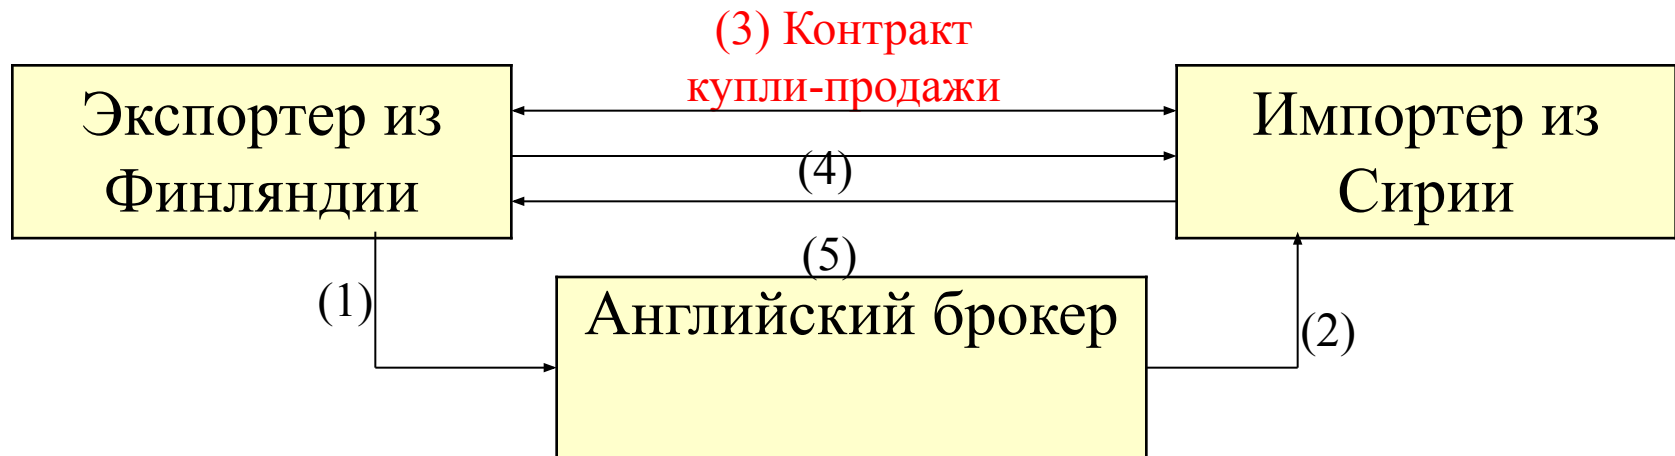 (3) Контракт
купли-продажи
Экспортер из
Финляндии
Импортер из
Сирии
(4)
(5)
(1)
Английский брокер
(2)